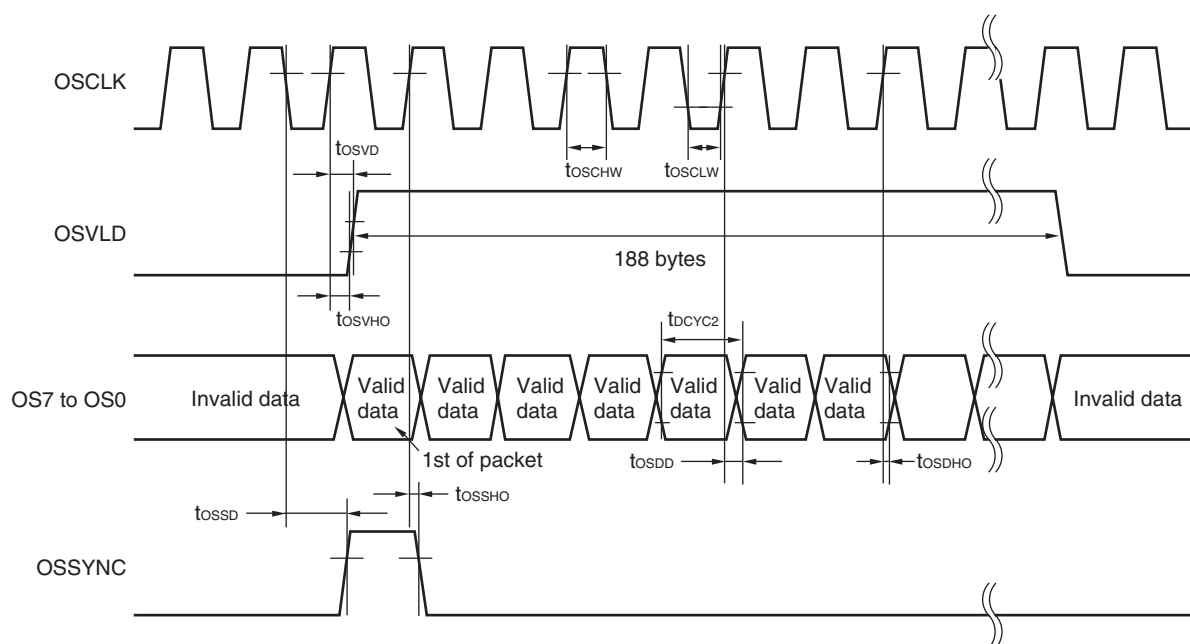 OSCLK
tOSVD
tOSCHW
tOSCLW
OSVLD
188 bytes
tOSVHO
tDCYC2
OS7 to OS0
Invalid data
Valid
data
Valid
data
Valid
data
Valid
data
Valid
data
Valid
data
Valid
data
Invalid data
1st of packet
tOSDD
tOSDHO
tOSSHO
tOSSD
OSSYNC